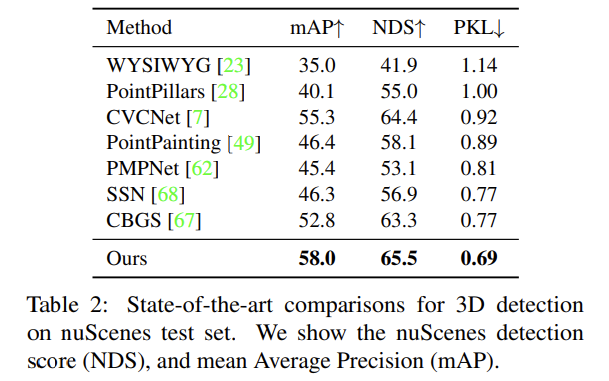 Method mAP↑ NDS↑ PKL↓
WYSIWYG [23] 35.0 41.9 1.14
PointPillars [28] 40.1 55.0 1.00
CVCNet [7] 55.3 64.4 0.92
PointPainting [49] 46.4 58.1 0.89
PMPNet [62] 45.4 53.1 0.81
SSN [68] 46.3 56.9 0.77
CBGS [67] 52.8 63.3 0.77
Ours 58.0 65.5 0.69
Table 2: State-of-the-art comparisons for 3D detection
on nuScenes test set. We show the nuScenes detection
score (NDS), and mean Average Precision (mAP).